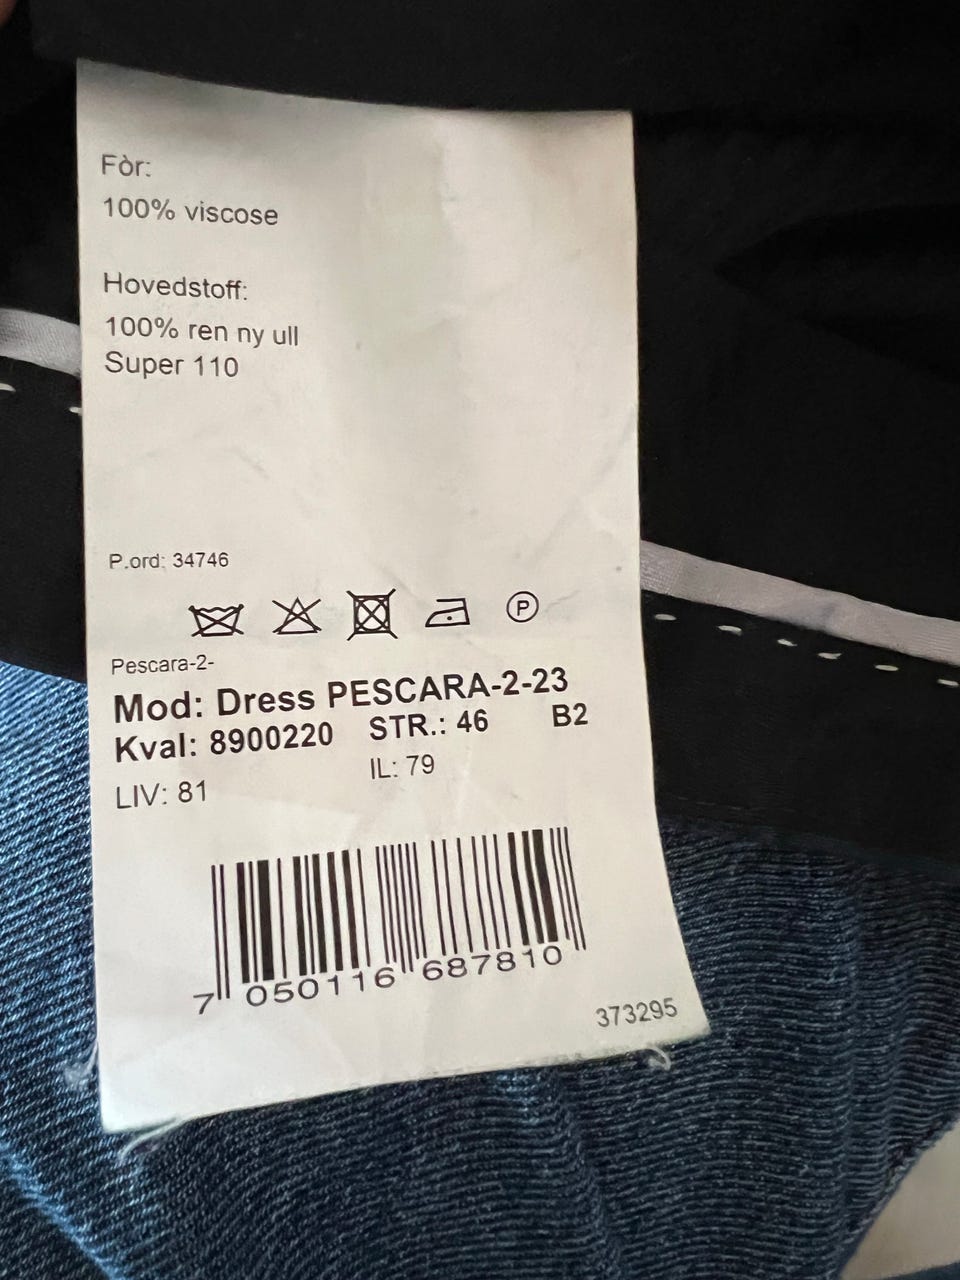 Fòr:
100% viscose
Hovedstoff:
100% ren ny ull
Super 110
P.ord: 34746
P
Pescara-2-
Mod: Dress PESCARA-2-23
Kval: 8900220 STR.: 46 B2
LIV: 81 IL: 79
7 050116 687810
373295